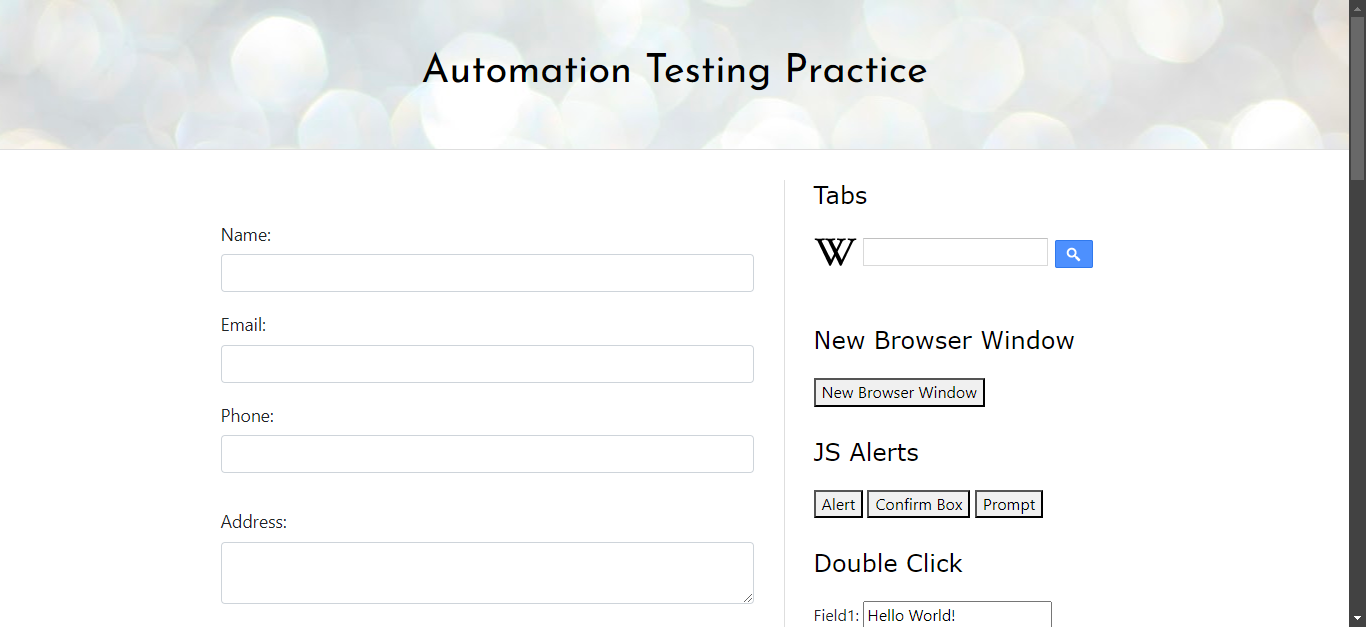 Automation Testing Practice
Name:
Email:
Phone:
Address:
Tabs
W
New Browser Window
New Browser Window
JS Alerts
Alert Confirm Box Prompt
Double Click
Field1: Hello World!